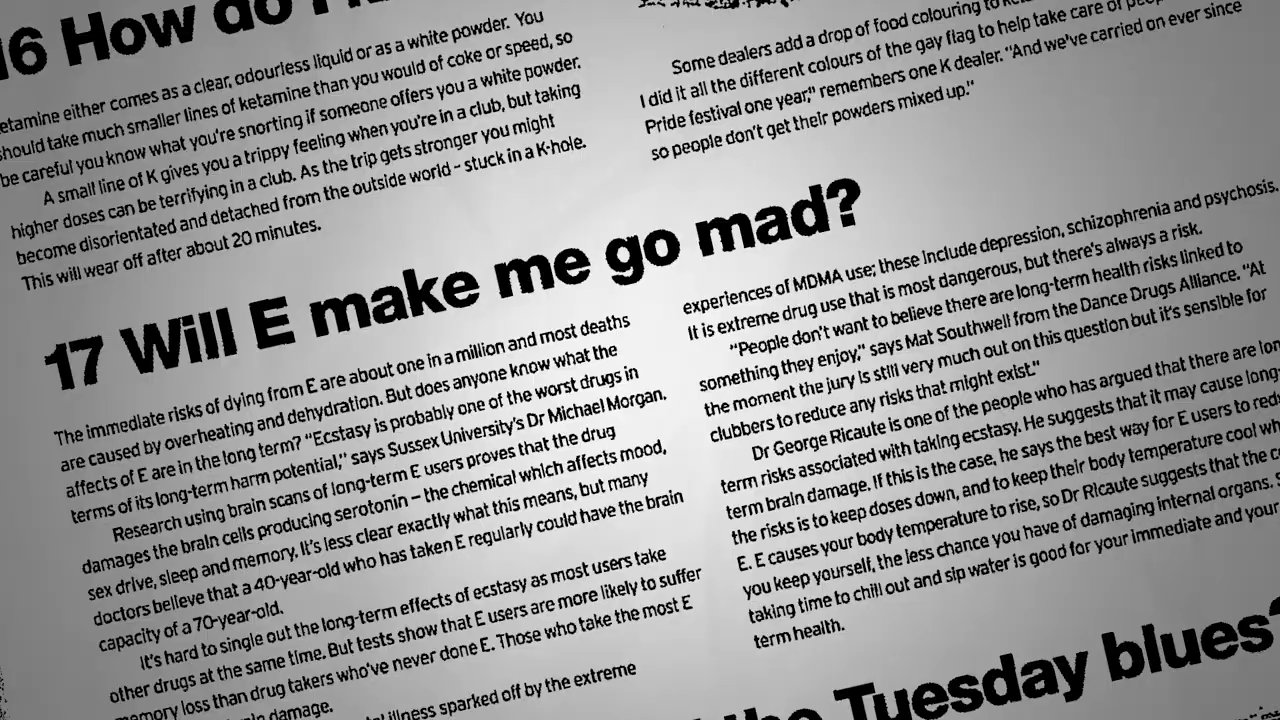 16 How do
etamine either comes as a clear, odourless liquid or as a white powder. You
should take much smaller lines of ketamine than you would of coke or speed, so
be careful you know what you're snorting if someone offers you a white powder.
A small line of K gives you a trippy feeling when you're in a club, but taking
higher doses can be terrifying in a club. As the trip gets stronger you might
become disorientated and detached from the outside world – stuck in a K-hole.
This will wear off after about 20 minutes.
Some dealers add a drop of food colouring to
I did it all the different colours of the gay flag to help take care of
Pride festival one year," remembers one K dealer. "And we've carried on ever since
so people don't get their powders mixed up."
17 Will E make me go mad?
The immediate risks of dying from E are about one in a million and most deaths
are caused by overheating and dehydration. But does anyone know what the
affects of E are in the long term? "Ecstasy is probably one of the worst drugs in
terms of its long-term harm potential," says Sussex University's Dr Michael Morgan.
Research using brain scans of long-term E users proves that the drug
damages the brain cells producing serotonin – the chemical which affects mood,
sex drive, sleep and memory. It's less clear exactly what this means, but many
doctors believe that a 40-year-old who has taken E regularly could have the brain
capacity of a 70-year-old.
It's hard to single out the long-term effects of ecstasy as most users take
other drugs at the same time. But tests show that E users are more likely to suffer
memory loss than drug takers who've never done E. Those who take the most E
damage.
illness sparked off by the extreme
experiences of MDMA use; these include depression, schizophrenia and psychosis.
It is extreme drug use that is most dangerous, but there's always a risk.
"People don't want to believe there are long-term health risks linked to
something they enjoy," says Mat Southwell from the Dance Drugs Alliance. "At
the moment the jury is still very much out on this question but it's sensible for
clubbers to reduce any risks that might exist."
Dr George Ricaute is one of the people who has argued that there are lon
term risks associated with taking ecstasy. He suggests that it may cause long-
term brain damage. If this is the case, he says the best way for E users to red
the risks is to keep doses down, and to keep their body temperature cool wh
E. E causes your body temperature to rise, so Dr Ricaute suggests that the c
you keep yourself, the less chance you have of damaging internal organs. S
taking time to chill out and sip water is good for your immediate and your
term health.
the Tuesday blues?